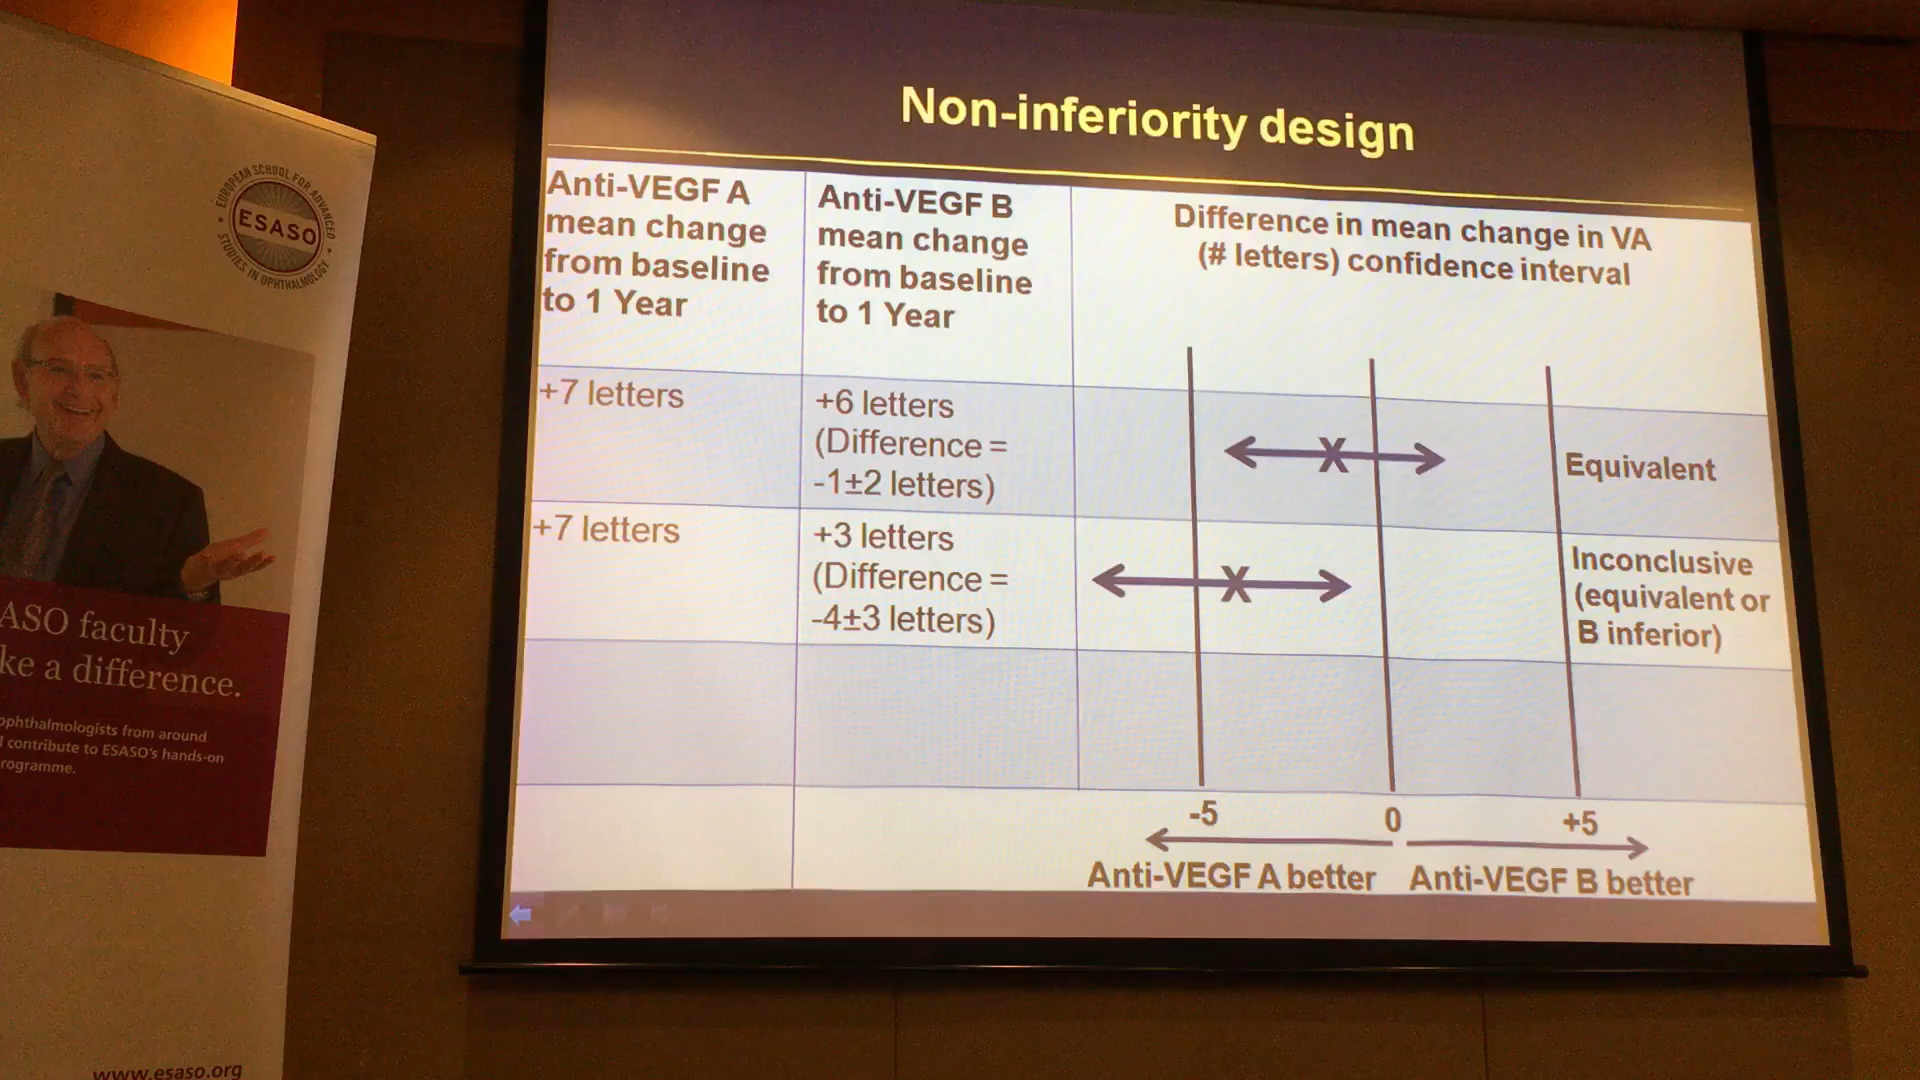 Non-inferiority design
Anti-VEGF A
mean change
from baseline
to 1 Year
Anti-VEGF B
mean change
from baseline
to 1 Year
Difference in mean change in VA
(# letters) confidence interval
+7 letters
+6 letters
(Difference =
-1±2 letters)
X
Equivalent
+7 letters
+3 letters
(Difference =
-4±3 letters)
X
Inconclusive
(equivalent or
B inferior)
-5
0
+5
Anti-VEGF A better
Anti-VEGF B better
EUROPEAN SCHOOL FOR ADVANCED
ESASO
STUDIES IN OPHTHALMOLOGY
ASO faculty
ke a difference.
ophthalmologists from around
contribute to ESASO's hands-on
rogramme.
www.esaso.org